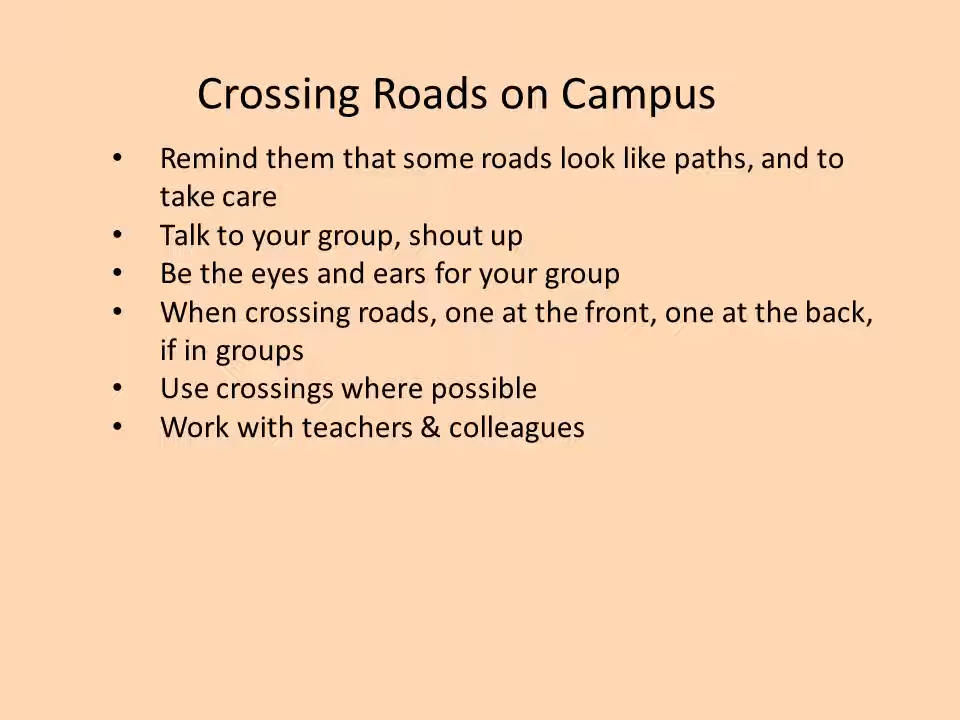 Crossing Roads on Campus
• Remind them that some roads look like paths, and to
take care
• Talk to your group, shout up
• Be the eyes and ears for your group
• When crossing roads, one at the front, one at the back,
if in groups
• Use crossings where possible
• Work with teachers & colleagues